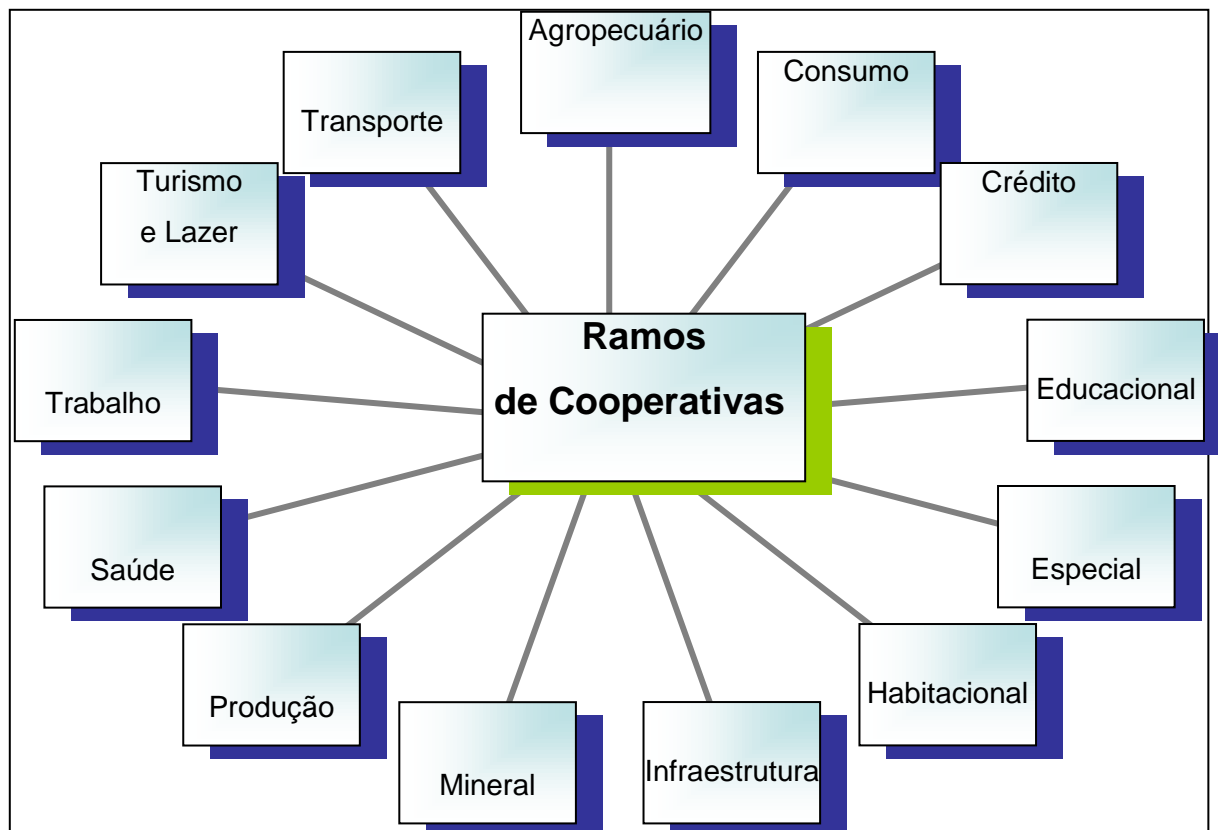 Agropecuário
Consumo
Transporte
Turismo
e Lazer
Crédito
Ramos
de Cooperativas
Educacional
Trabalho
Especial
Saúde
Habitacional
Produção
Infraestrutura
Mineral